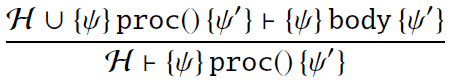 ℋ ∪ {ψ} proc() {ψ′} ⊢ {ψ} body {ψ′}
ℋ ⊢ {ψ} proc() {ψ′}